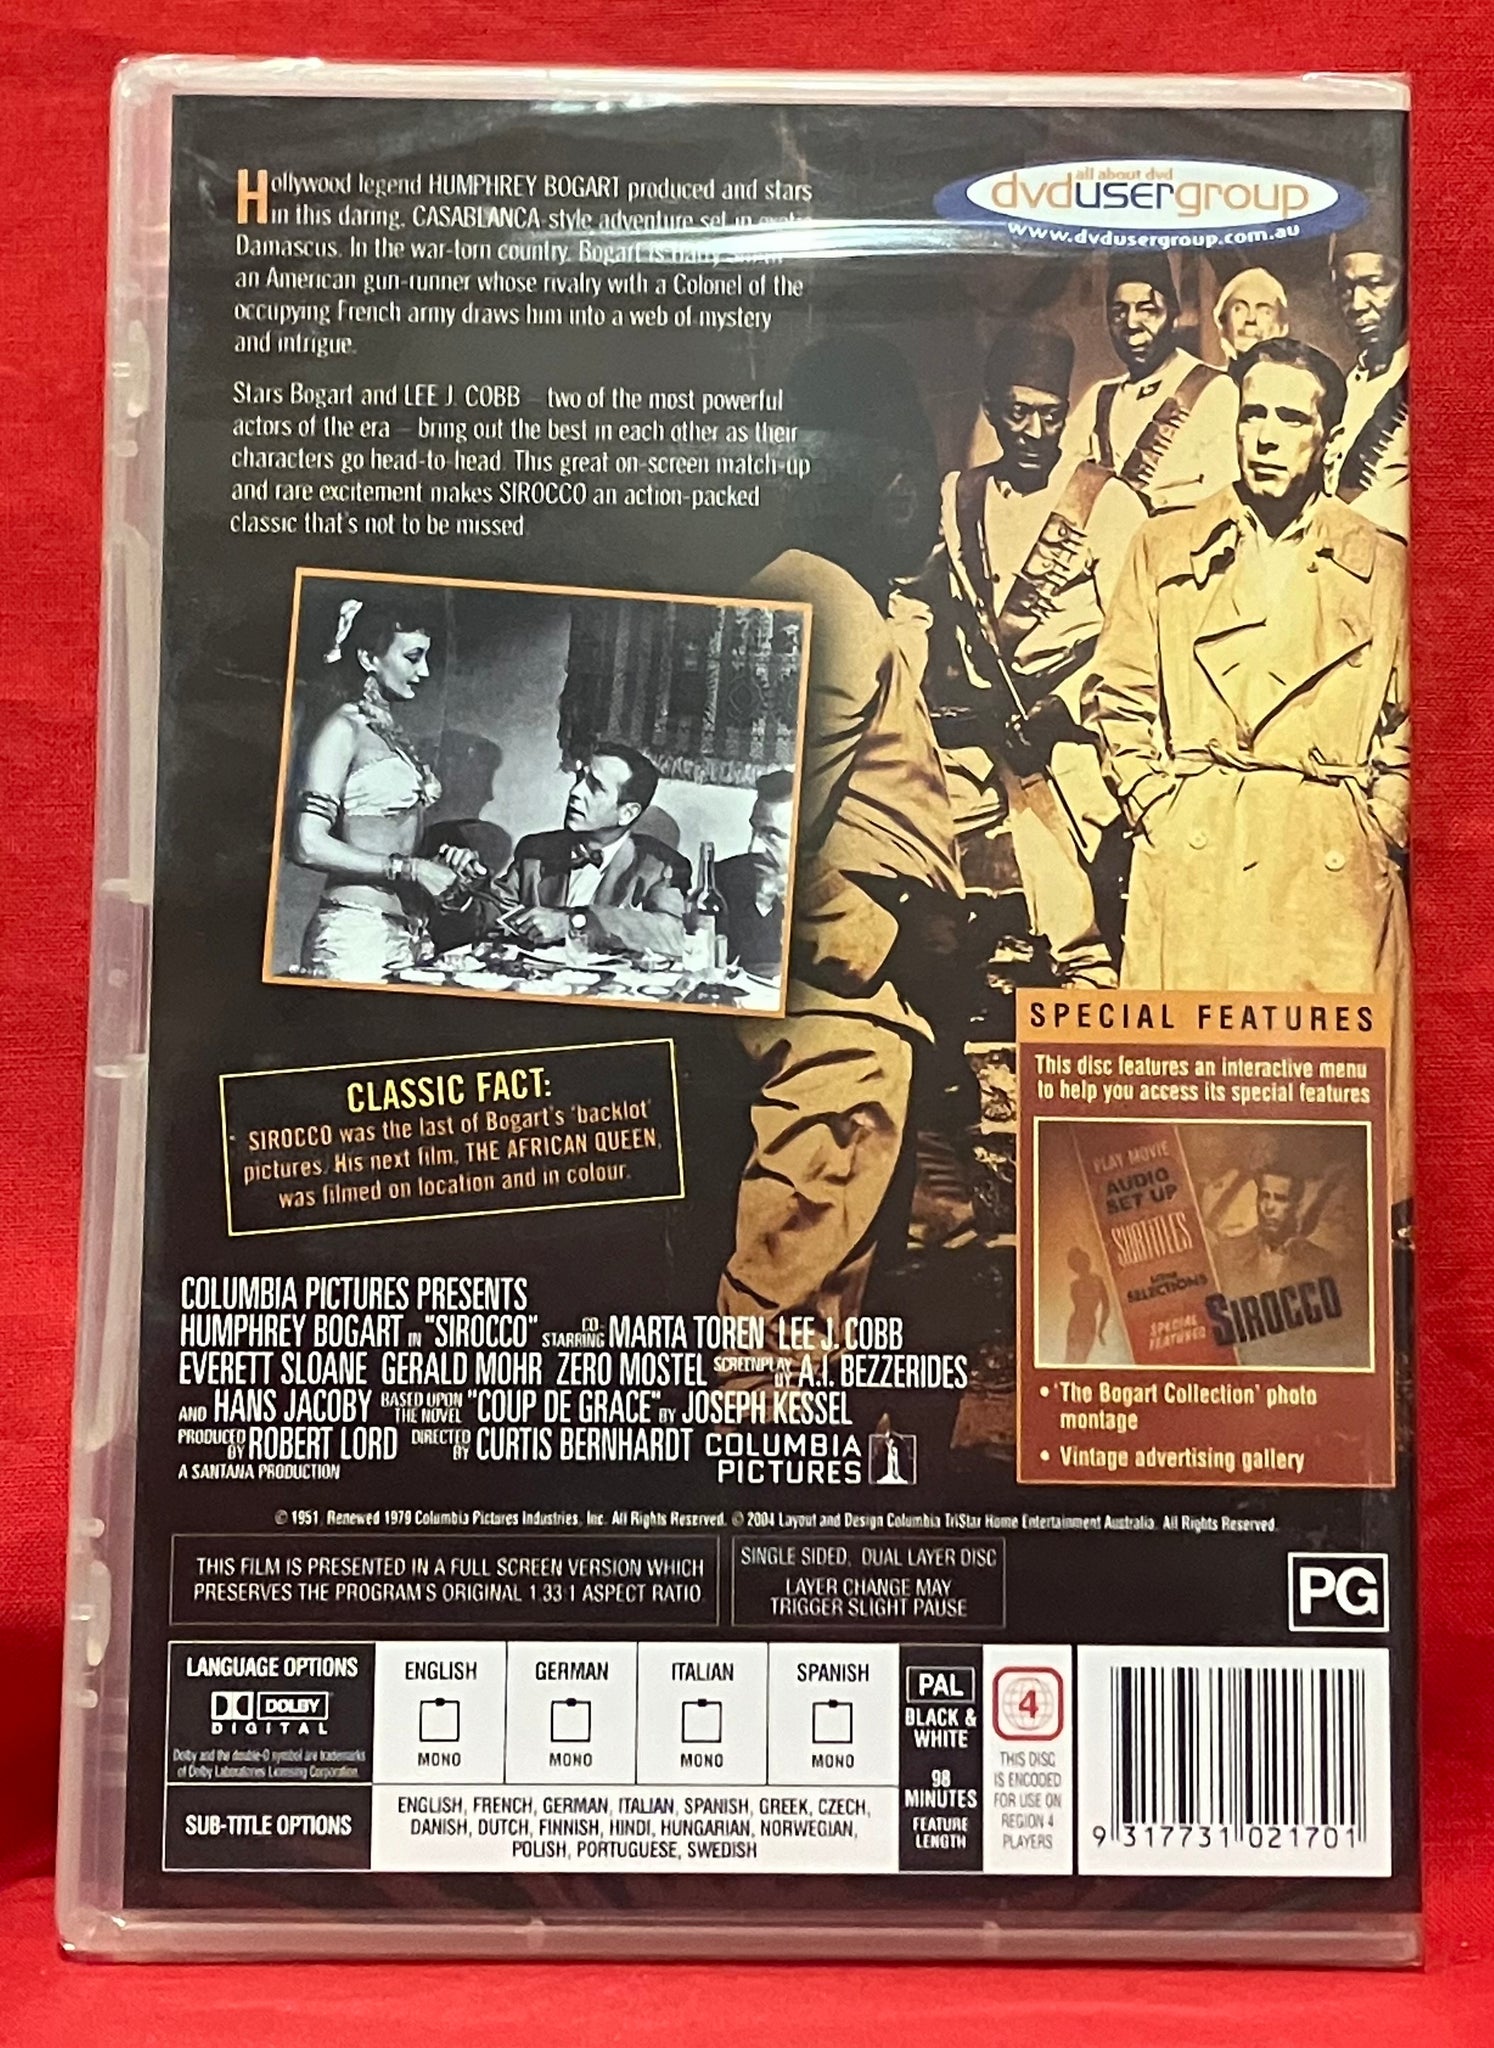 Hollywood legend HUMPHREY BOGART produced and stars
in this daring, CASABLANCA-style adventure set in exotic
Damascus. In the war-torn country, Bogart is Harry
an American gun-runner whose rivalry with a Colonel of the
occupying French army draws him into a web of mystery
and intrigue.
Stars Bogart and LEE J. COBB – two of the most powerful
actors of the era – bring out the best in each other as their
characters go head-to-head. This great on-screen match-up
and rare excitement makes SIROCCO an action-packed
classic that's not to be missed.
all about dvd
dvdusergroup
www.dvdusergroup.com.au
CLASSIC FACT:
SIROCCO was the last of Bogart's 'backlot'
pictures. His next film, THE AFRICAN QUEEN,
was filmed on location and in colour.
SPECIAL FEATURES
This disc features an interactive menu
to help you access its special features
PLAY MOVIE
AUDIO
SET UP
SUBTITLES
SCENE
SELECTIONS
SPECIAL
FEATURES
SIROCCO
• 'The Bogart Collection' photo
montage
• Vintage advertising gallery
COLUMBIA PICTURES PRESENTS
HUMPHREY BOGART IN "SIROCCO" CO-STARRING MARTA TOREN LEE J. COBB
EVERETT SLOANE GERALD MOHR ZERO MOSTEL SCREENPLAY BY A.I. BEZZERIDES
AND HANS JACOBY BASED UPON THE NOVEL "COUP DE GRACE" BY JOSEPH KESSEL
PRODUCED BY ROBERT LORD DIRECTED BY CURTIS BERNHARDT COLUMBIA PICTURES
A SANTANA PRODUCTION
© 1951, Renewed 1979 Columbia Pictures Industries, Inc. All Rights Reserved. © 2004 Layout and Design Columbia TriStar Home Entertainment Australia. All Rights Reserved.
THIS FILM IS PRESENTED IN A FULL SCREEN VERSION WHICH
PRESERVES THE PROGRAM'S ORIGINAL 1.33:1 ASPECT RATIO
SINGLE SIDED, DUAL LAYER DISC
LAYER CHANGE MAY
TRIGGER SLIGHT PAUSE
PG
LANGUAGE OPTIONS
DOLBY
DIGITAL
Dolby and the double-D symbol are trademarks
of Dolby Laboratories Licensing Corporation.
ENGLISH
MONO
GERMAN
MONO
ITALIAN
MONO
SPANISH
MONO
SUB-TITLE OPTIONS
ENGLISH, FRENCH, GERMAN, ITALIAN, SPANISH, GREEK, CZECH,
DANISH, DUTCH, FINNISH, HINDI, HUNGARIAN, NORWEGIAN,
POLISH, PORTUGUESE, SWEDISH
PAL
BLACK &
WHITE
98
MINUTES
FEATURE
LENGTH
4
THIS DISC
IS ENCODED
FOR USE ON
REGION 4
PLAYERS
9 317731 021701